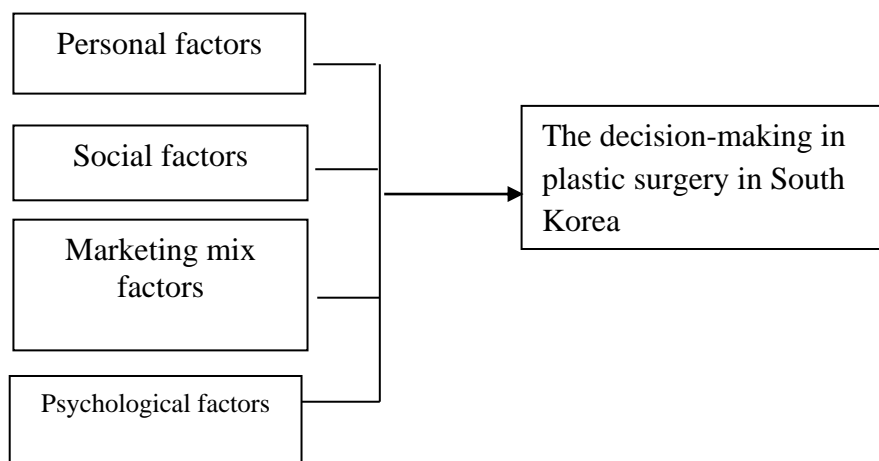 Personal factors
Social factors
Marketing mix
factors
Psychological factors
The decision-making in
plastic surgery in South
Korea